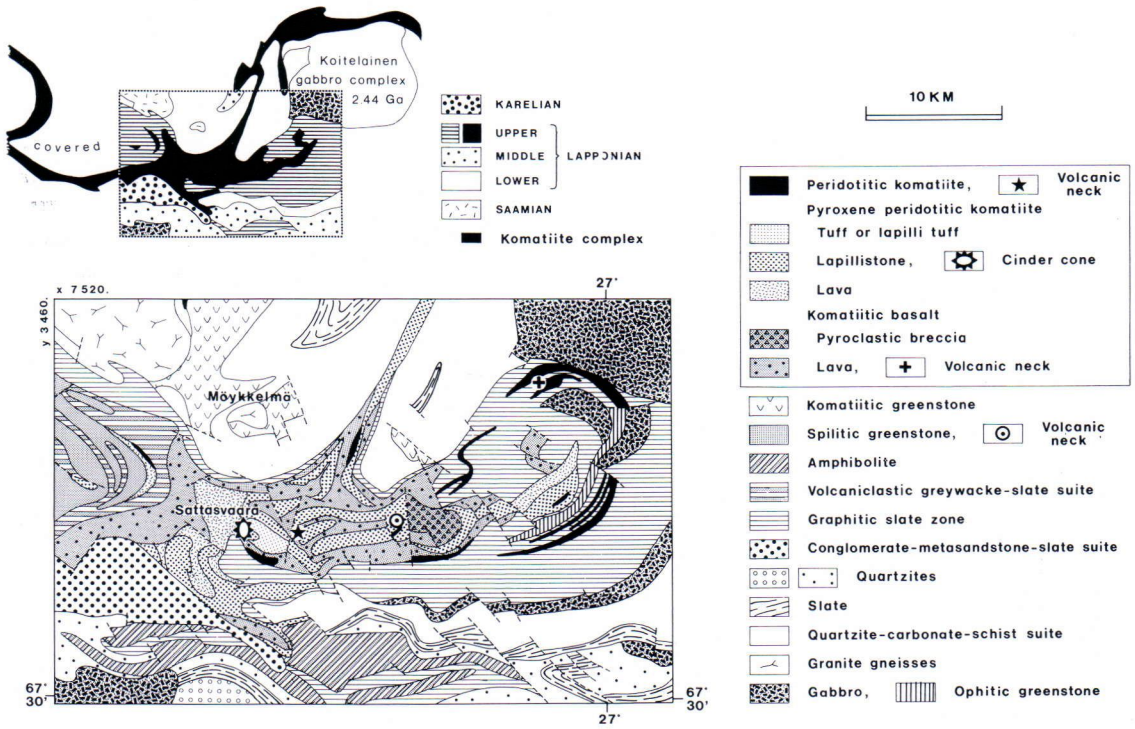 Koitelainen
gabbro complex
2.44 Ga
covered
KARELIAN
UPPER
MIDDLE
LAPPONIAN
LOWER
SAAMIAN
Komatiite complex
10 KM
Peridotitic komatiite, Volcanic
neck
Pyroxene peridotitic komatiite
Tuff or lapilli tuff
Lapillistone, Cinder cone
Lava
Komatiitic basalt
Pyroclastic breccia
Lava, Volcanic neck
Komatiitic greenstone
Spilitic greenstone, Volcanic
neck
Amphibolite
Volcaniclastic greywacke-slate suite
Graphitic slate zone
Conglomerate-metasandstone-slate suite
Quartzites
Slate
Quartzite-carbonate-schist suite
Granite gneisses
Gabbro, Ophitic greenstone
x 7520.
27°
y 3460.
Möykkelmä
Sattasvaara
67°
30'
67°
30'
27°